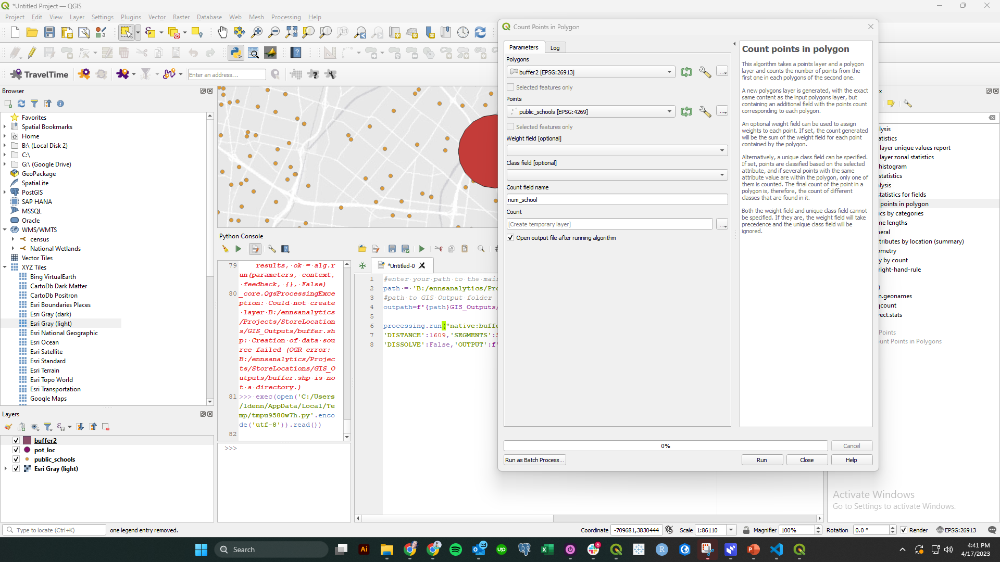 *Untitled Project — QGIS
Project Edit View Layer Settings Plugins Vector Raster Database Web Mesh Processing Help
TravelTime
Enter an address...
Browser
Favorites
Spatial Bookmarks
Home
B:\ (Local Disk 2)
C:\
G:\ (Google Drive)
GeoPackage
SpatiaLite
PostGIS
SAP HANA
MSSQL
Oracle
WMS/WMTS
census
National Wetlands
Vector Tiles
XYZ Tiles
Bing VirtualEarth
CartoDb Dark Matter
CartoDb Positron
Esri Boundaries Places
Esri Gray (dark)
Esri Gray (light)
Esri National Geographic
Esri Ocean
Esri Satellite
Esri Standard
Esri Terrain
Esri Topo World
Esri Transportation
Google Maps
Layers
buffer2
pot_loc
public_schools
Esri Gray (light)
Python Console
79 results, ok = alg.r
un(parameters, context,
feedback, {}, False)
80 _core.QgsProcessingExce
ption: Could not create
layer B:/ennsanalytics
/Projects/StoreLocation
s/GIS_Outputs/buffer.sh
p: Creation of data sou
rce failed (OGR error:
B:/ennsanalytics/Projec
ts/StoreLocations/GIS_O
utputs/buffer.shp is no
t a directory.)
81 >>> exec(open('C:/Users
/ldenn/AppData/Local/Te
mp/tmpu9580w7h.py'.enco
de('utf-8')).read())
82
>>>
*Untitled-0
1 #enter your path to the main
2 path = 'B:/ennsanalytics/Pro
3 #path to GIS Output folder
4 outpath=f'{path}GIS_Outputs/
5
6 processing.run("native:buffe
7 'DISTANCE':1609,'SEGMENTS':5
8 'DISSOLVE':False,'OUTPUT':f'
Count Points in Polygon
Parameters
Log
Polygons
buffer2 [EPSG:26913]
Selected features only
Points
public_schools [EPSG:4269]
Selected features only
Weight field [optional]
Class field [optional]
Count field name
num_school
Count
[Create temporary layer]
Open output file after running algorithm
0%
Cancel
Run as Batch Process...
Run
Close
Help
Count points in polygon
This algorithm takes a points layer and a polygon
layer and counts the number of points from the
first one in each polygons of the second one.
A new polygons layer is generated, with the exact
same content as the input polygons layer, but
containing an additional field with the points count
corresponding to each polygon.
An optional weight field can be used to assign
weights to each point. If set, the count generated
will be the sum of the weight field for each point
contained by the polygon.
Alternatively, a unique class field can be specified.
If set, points are classified based on the selected
attribute, and if several points with the same
attribute value are within the polygon, only one of
them is counted. The final count of the point in a
polygon is, therefore, the count of different
classes that are found in it.
Both the weight field and unique class field cannot
be specified. If they are, the weight field will take
precedence and the unique class field will be
ignored.
x
alysis
atistics
layer unique values report
layer zonal statistics
histogram
statistics
alysis
statistics for fields
points in polygon
ics by categories
ne lengths
neral
ttributes by location (summary)
ometry
y by count
right-hand-rule
)
n.geonames
qcount
vect.stats
Points
unt Points in Polygons
Activate Windows
Go to Settings to activate Windows.
Type to locate (Ctrl+K)
one legend entry removed.
Coordinate -709681,3830444
Scale 1:86110
Magnifier 100%
Rotation 0.0 °
Render
EPSG:26913
Search
Ai
up
6
R
4:41 PM
4/17/2023